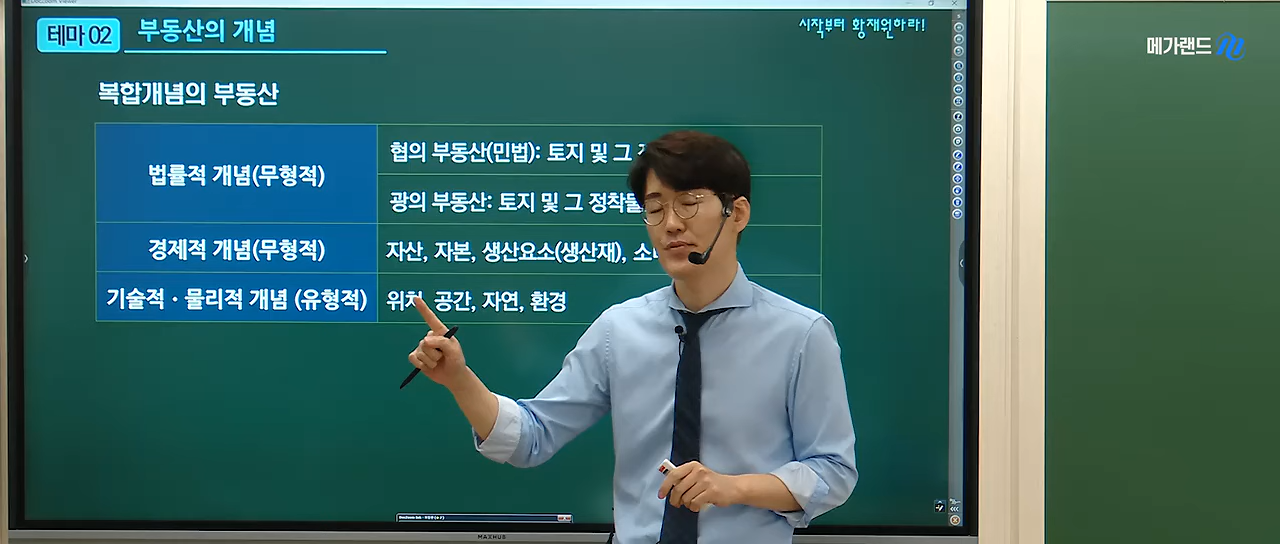 테마 02 부동산의 개념
시작부터 황재원하라!
메가랜드
복합개념의 부동산
법률적 개념(무형적)
협의 부동산(민법): 토지 및 그
광의 부동산: 토지 및 그 정착물
경제적 개념(무형적)
자산, 자본, 생산요소(생산재),
기술적·물리적 개념 (유형적)
위치, 공간, 자연, 환경
MAXHUB